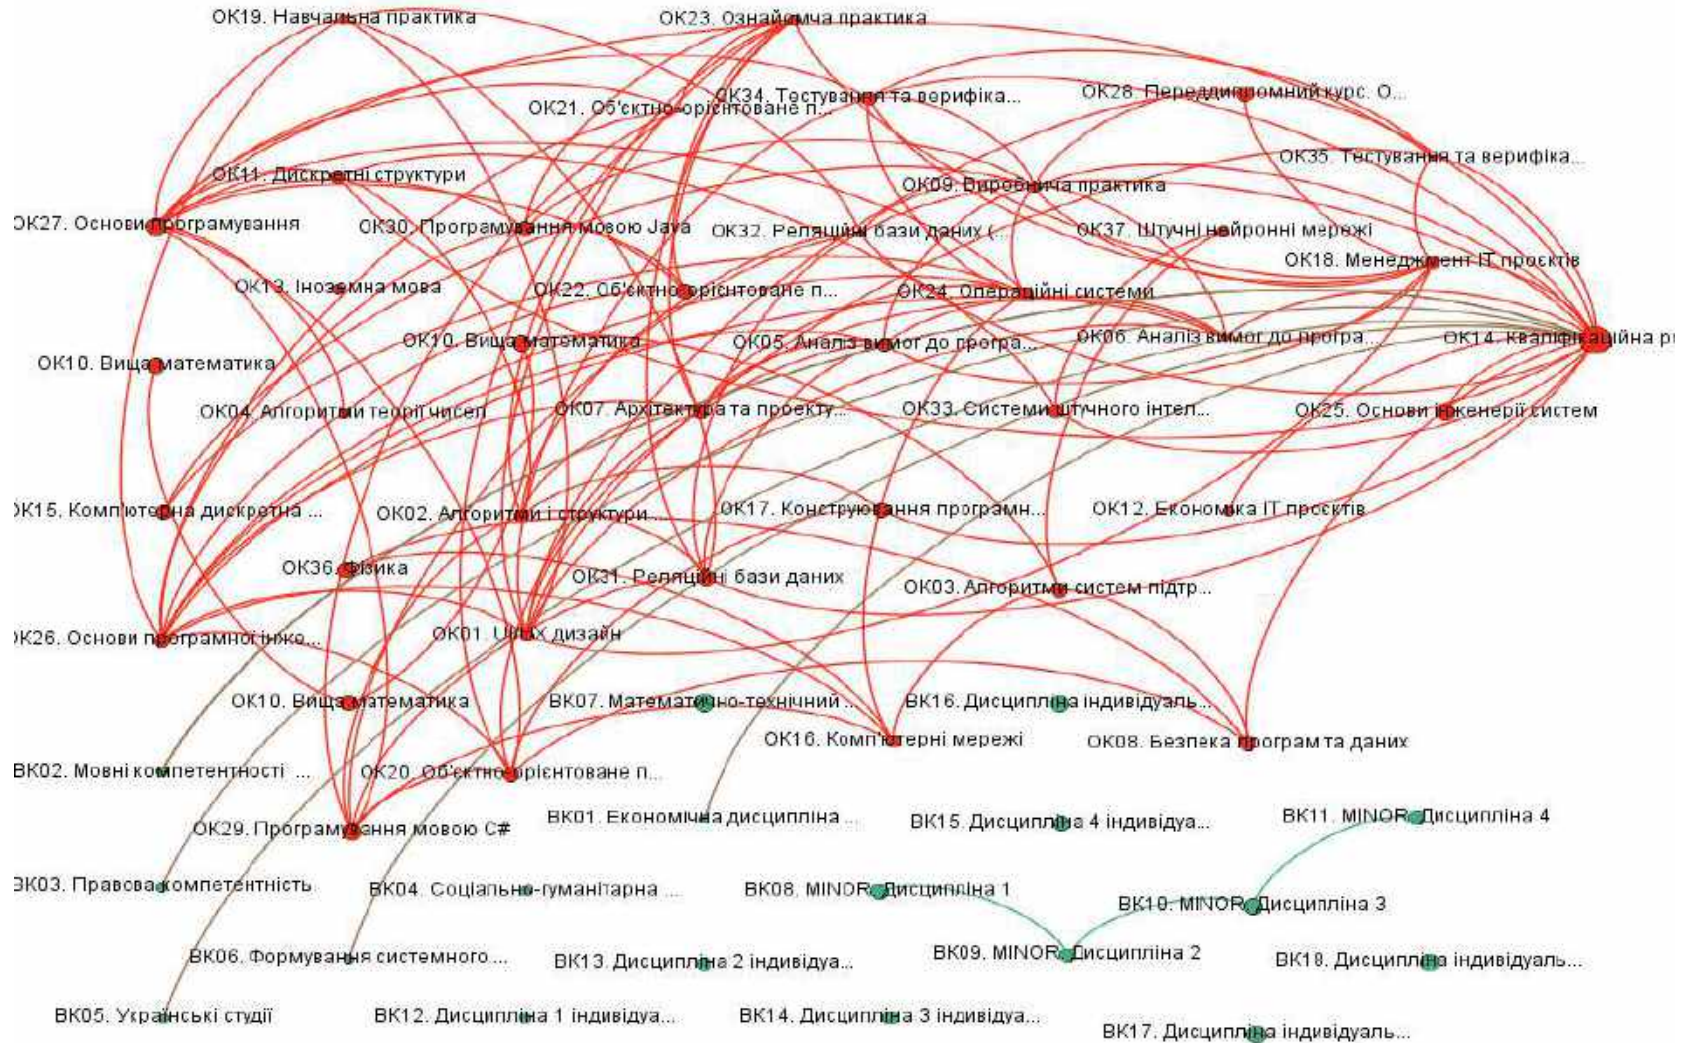 ОК19. Навчальна практика
ОК23. Ознайомча практика
ОК34. Тестування та верифіка...
ОК28. Переддипломний курс. О...
ОК21. Об'єктно-орієнтоване п...
ОК35. Тестування та верифіка...
ОК11. Дискретні структури
ОК09. Виробнича практика
ОК27. Основи програмування
ОК30. Програмування мовою Java
ОК32. Реляційні бази даних (...
ОК37. Штучні нейронні мережі
ОК18. Менеджмент ІТ проєктів
ОК13. Іноземна мова
ОК22. Об'єктно-орієнтоване п...
ОК24. Операційні системи
ОК10. Вища математика
ОК05. Аналіз вимог до програ...
ОК06. Аналіз вимог до програ...
ОК14. Кваліфікаційна р
ОК10. Вища математика
ОК04. Алгоритми теорії чисел
ОК07. Архітектура та проекту...
ОК33. Системи штучного інтел...
ОК25. Основи інженерії систем
ОК15. Комп'ютерна дискретна ...
ОК02. Алгоритми і структури ...
ОК17. Конструювання програмн...
ОК12. Економіка ІТ проєктів
ОК36. Фізика
ОК31. Реляційні бази даних
ОК03. Алгоритми систем підтр...
ОК26. Основи програмної інже...
ОК01. UI/UX дизайн
ОК10. Вища математика
ВК07. Математично-технічний ...
ВК16. Дисципліна індивідуаль...
ОК16. Комп'ютерні мережі
ОК08. Безпека програм та даних
ВК02. Мовні компетентності ...
ОК20. Об'єктно-орієнтоване п...
ОК29. Програмування мовою C#
ВК01. Економічна дисципліна ...
ВК15. Дисципліна 4 індивідуа...
ВК11. MINOR. Дисципліна 4
ВК03. Правова компетентність
ВК04. Соціально-гуманітарна ...
ВК08. MINOR. Дисципліна 1
ВК10. MINOR. Дисципліна 3
ВК06. Формування системного ...
ВК13. Дисципліна 2 індивідуа...
ВК09. MINOR. Дисципліна 2
ВК18. Дисципліна індивідуаль...
ВК05. Українські студії
ВК12. Дисципліна 1 індивідуа...
ВК14. Дисципліна 3 індивідуа...
ВК17. Дисципліна індивідуаль...